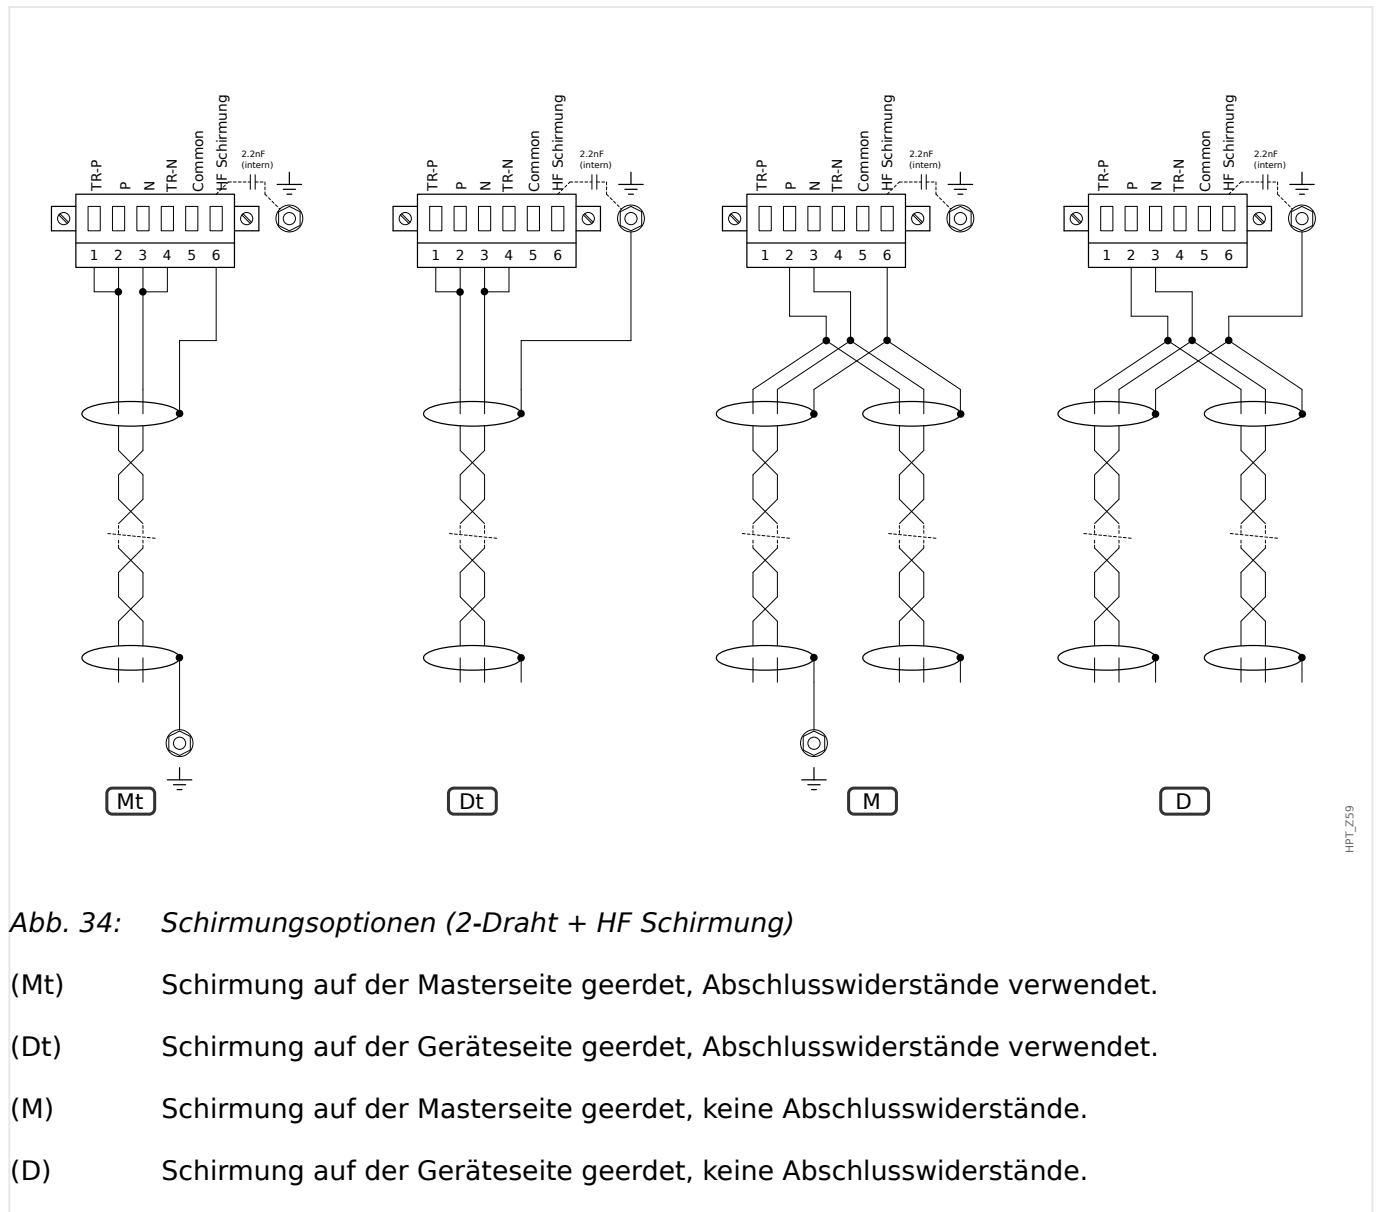 TR-P P N TR-N Common HF Schirmung 2.2nF (intern)
1 2 3 4 5 6
TR-P P N TR-N Common HF Schirmung 2.2nF (intern)
1 2 3 4 5 6
TR-P P N TR-N Common HF Schirmung 2.2nF (intern)
1 2 3 4 5 6
TR-P P N TR-N Common HF Schirmung 2.2nF (intern)
1 2 3 4 5 6
Mt Dt M D
HPT_Z59
Abb. 34: Schirmungsoptionen (2-Draht + HF Schirmung)
(Mt) Schirmung auf der Masterseite geerdet, Abschlusswiderstände verwendet.
(Dt) Schirmung auf der Geräteseite geerdet, Abschlusswiderstände verwendet.
(M) Schirmung auf der Masterseite geerdet, keine Abschlusswiderstände.
(D) Schirmung auf der Geräteseite geerdet, keine Abschlusswiderstände.